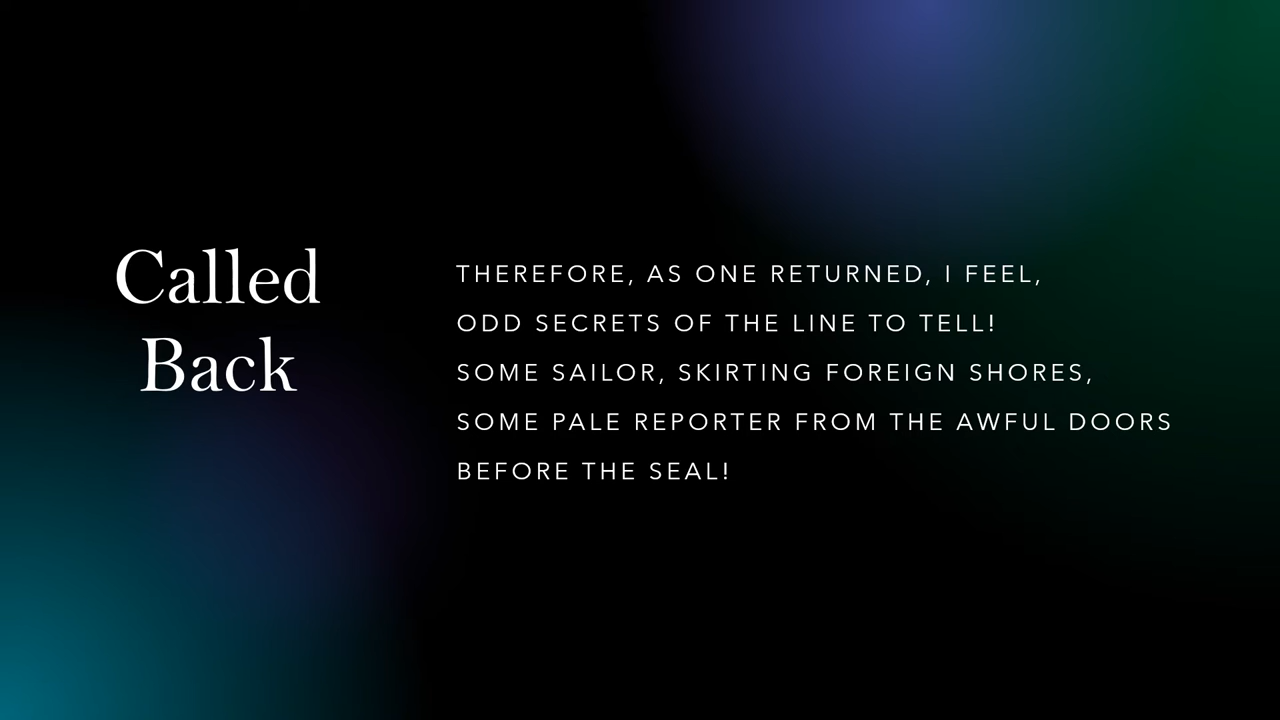 Called
Back
THEREFORE, AS ONE RETURNED, I FEEL,
ODD SECRETS OF THE LINE TO TELL!
SOME SAILOR, SKIRTING FOREIGN SHORES,
SOME PALE REPORTER FROM THE AWFUL DOORS
BEFORE THE SEAL!